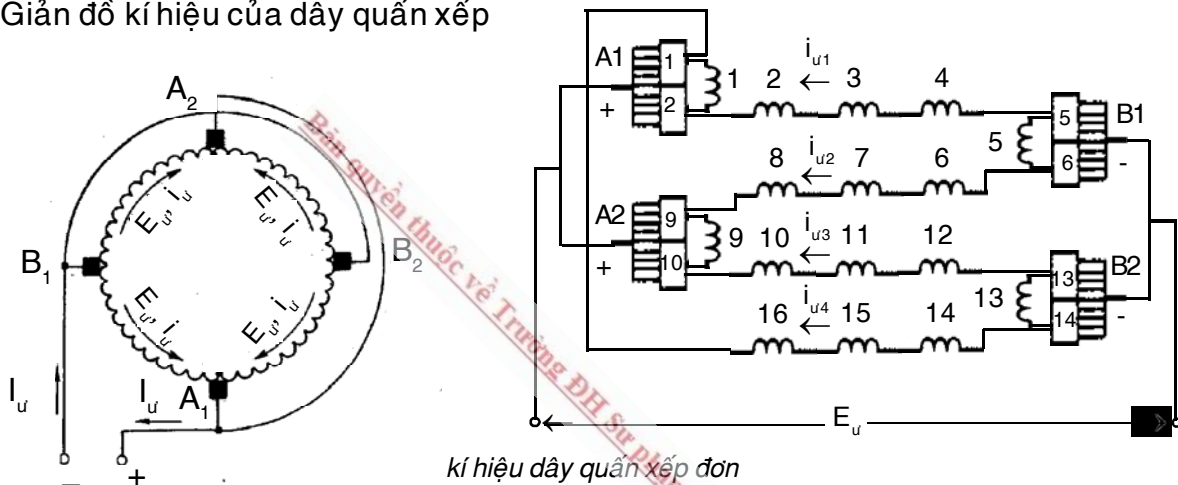 Giản đồ kí hiệu của dây quấn xếp
A2
Eư, iư
Eư, iư
B1
B2
Eư, iư
Eư, iư
Iư
Iư
A1
+
–
A1
+
1
2
1
2
iư1
3
4
5
6
B1
-
5
8
iư2
7
6
A2
+
9
10
9
10
iư3
11
12
13
14
B2
-
13
16
iư4
15
14
Eư
kí hiệu dây quấn xếp đơn
Bản quyền thuộc về Trường ĐH Sư